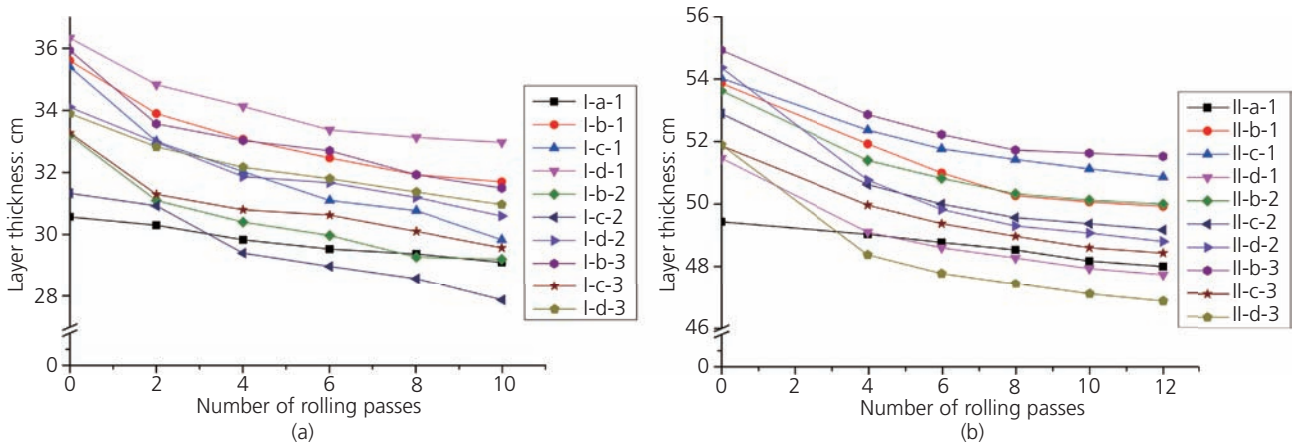 36
34
32
30
28
0
Layer thickness: cm
0
2
4
6
8
10
Number of rolling passes
(a)
I-a-1
I-b-1
I-c-1
I-d-1
I-b-2
I-c-2
I-d-2
I-b-3
I-c-3
I-d-3
56
54
52
50
48
46
0
Layer thickness: cm
0
2
4
6
8
10
12
Number of rolling passes
(b)
II-a-1
II-b-1
II-c-1
II-d-1
II-b-2
II-c-2
II-d-2
II-b-3
II-c-3
II-d-3